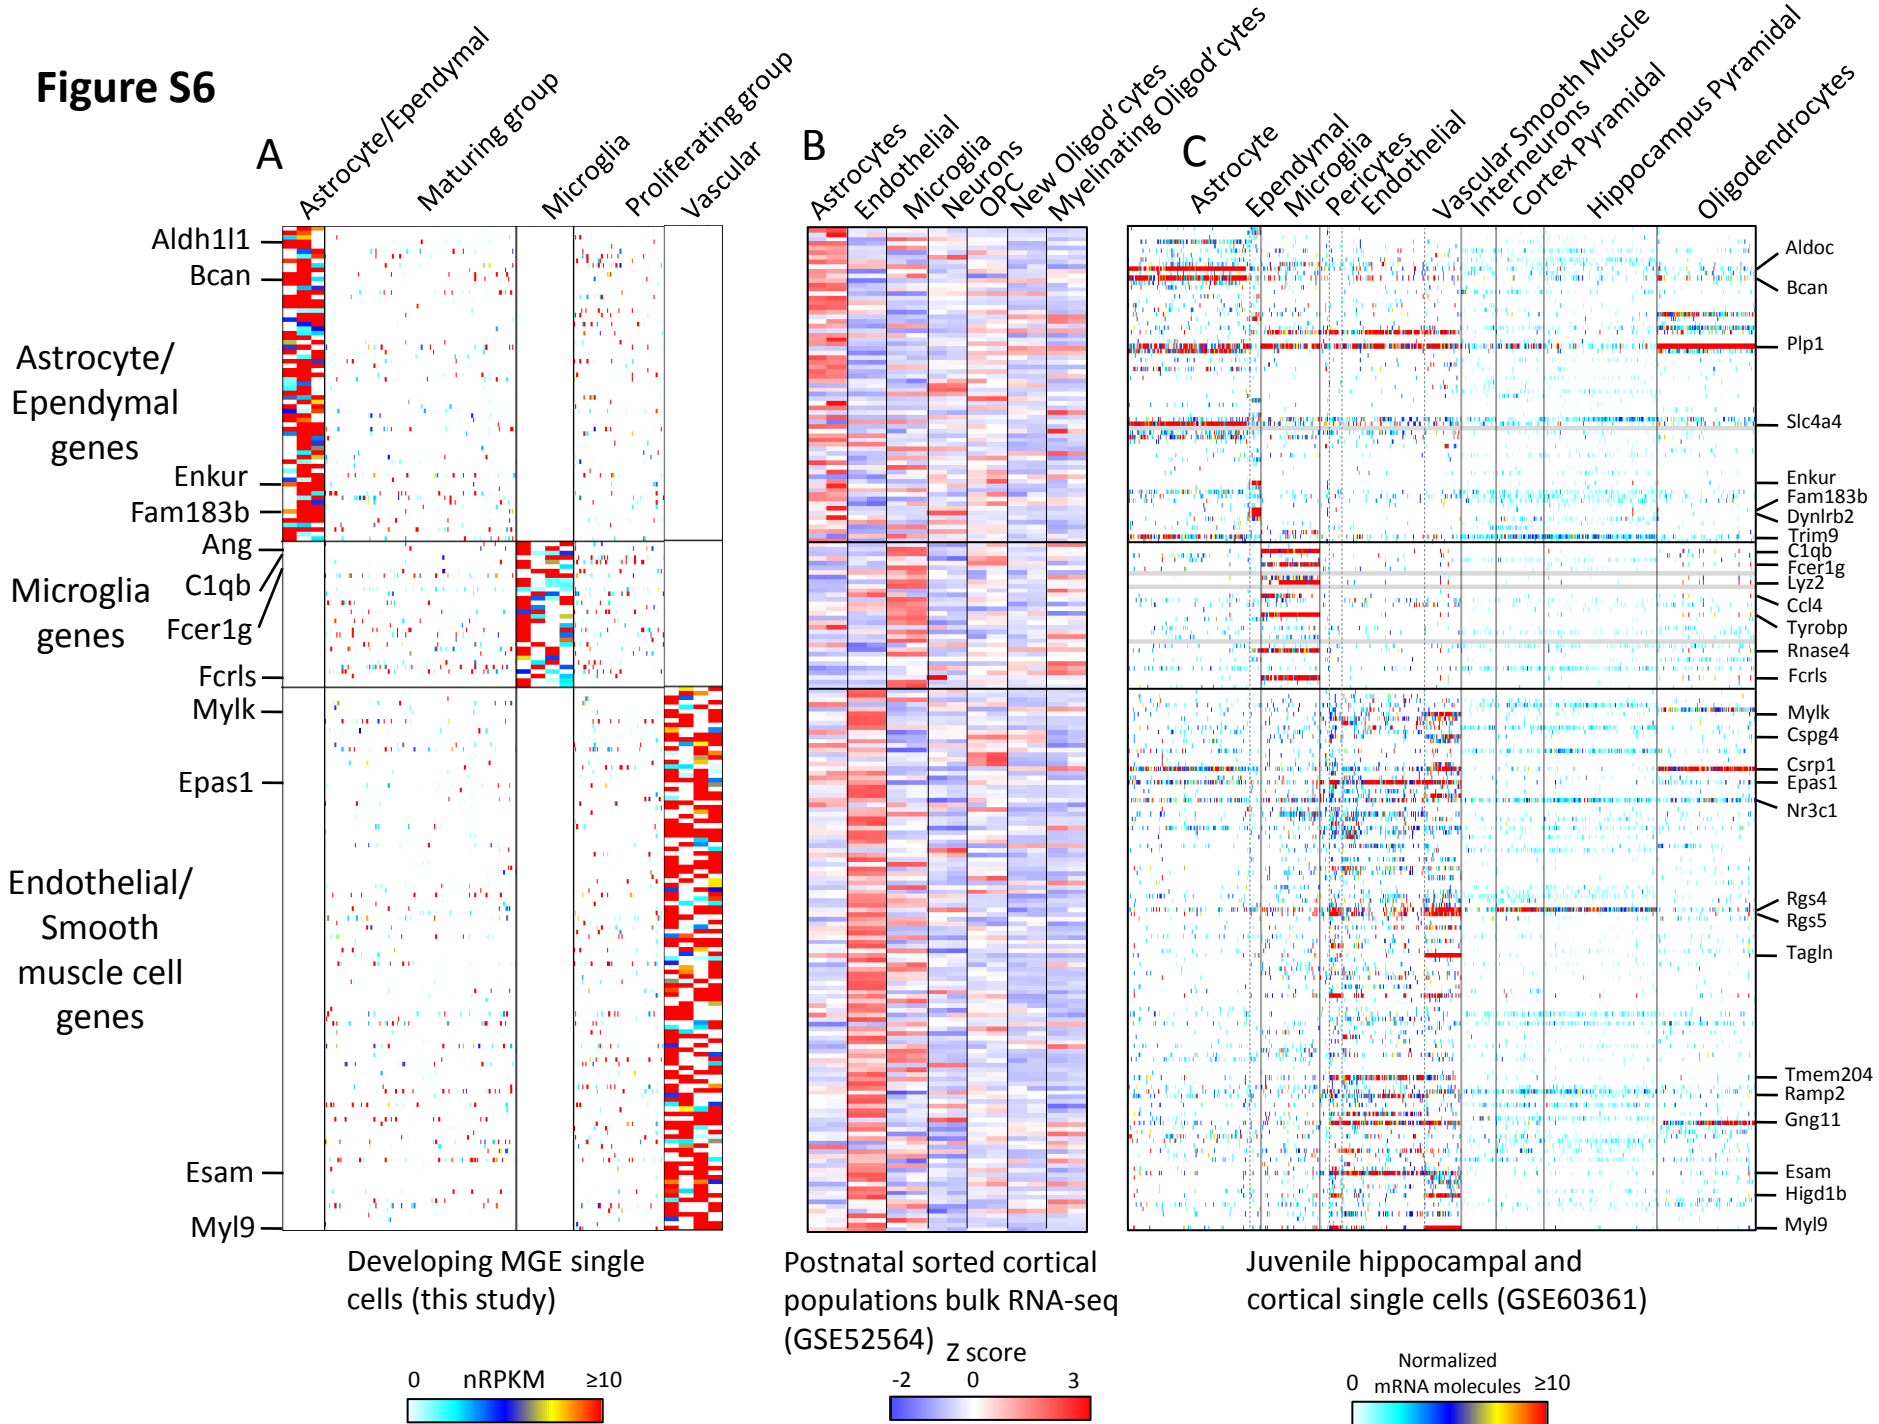 Figure S6
A
Astrocyte/Ependymal
Maturing group
Microglia
Proliferating group
Vascular
B
Astrocytes
Endothelial
Microglia
Neurons
OPC
New Oligod'cytes
Myelinating Oligod'cytes
C
Astrocyte
Ependymal
Microglia
Pericytes
Endothelial
Vascular Smooth Muscle
Interneurons
Cortex Pyramidal
Hippocampus Pyramidal
Oligodendrocytes
Aldh1l1
Bcan
Astrocyte/
Ependymal
genes
Enkur
Fam183b
Ang
C1qb
Microglia
genes
Fcer1g
Fcrls
Mylk
Epas1
Endothelial/
Smooth
muscle cell
genes
Esam
Myl9
Aldoc
Bcan
Plp1
Slc4a4
Enkur
Fam183b
Dynlrb2
Trim9
C1qb
Fcer1g
Lyz2
Ccl4
Tyrobp
Rnase4
Fcrls
Mylk
Cspg4
Csrp1
Epas1
Nr3c1
Rgs4
Rgs5
Tagln
Tmem204
Ramp2
Gng11
Esam
Higd1b
Myl9
Developing MGE single
cells (this study)
Postnatal sorted cortical
populations bulk RNA-seq
(GSE52564)
Juvenile hippocampal and
cortical single cells (GSE60361)
0 nRPKM ≥10
Z score
-2 0 3
Normalized
0 mRNA molecules ≥10